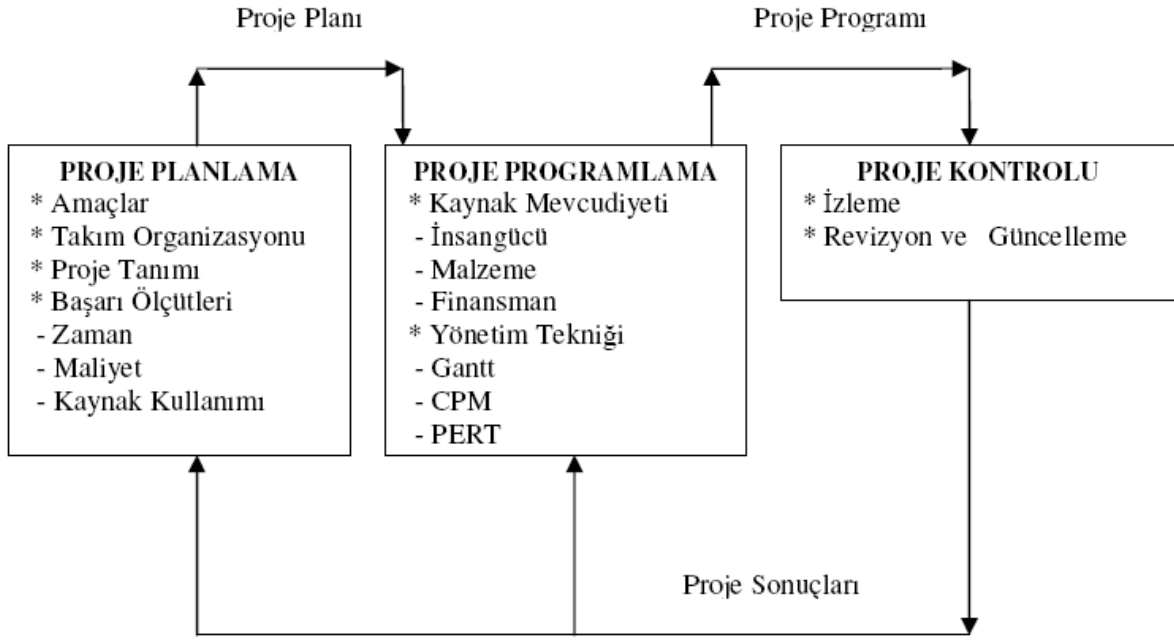 Proje Planı
Proje Programı
PROJE PLANLAMA
* Amaçlar
* Takım Organizasyonu
* Proje Tanımı
* Başarı Ölçütleri
- Zaman
- Maliyet
- Kaynak Kullanımı
PROJE PROGRAMLAMA
* Kaynak Mevcudiyeti
- İnsangücü
- Malzeme
- Finansman
* Yönetim Tekniği
- Gantt
- CPM
- PERT
PROJE KONTROLU
* İzleme
* Revizyon ve Güncelleme
Proje Sonuçları